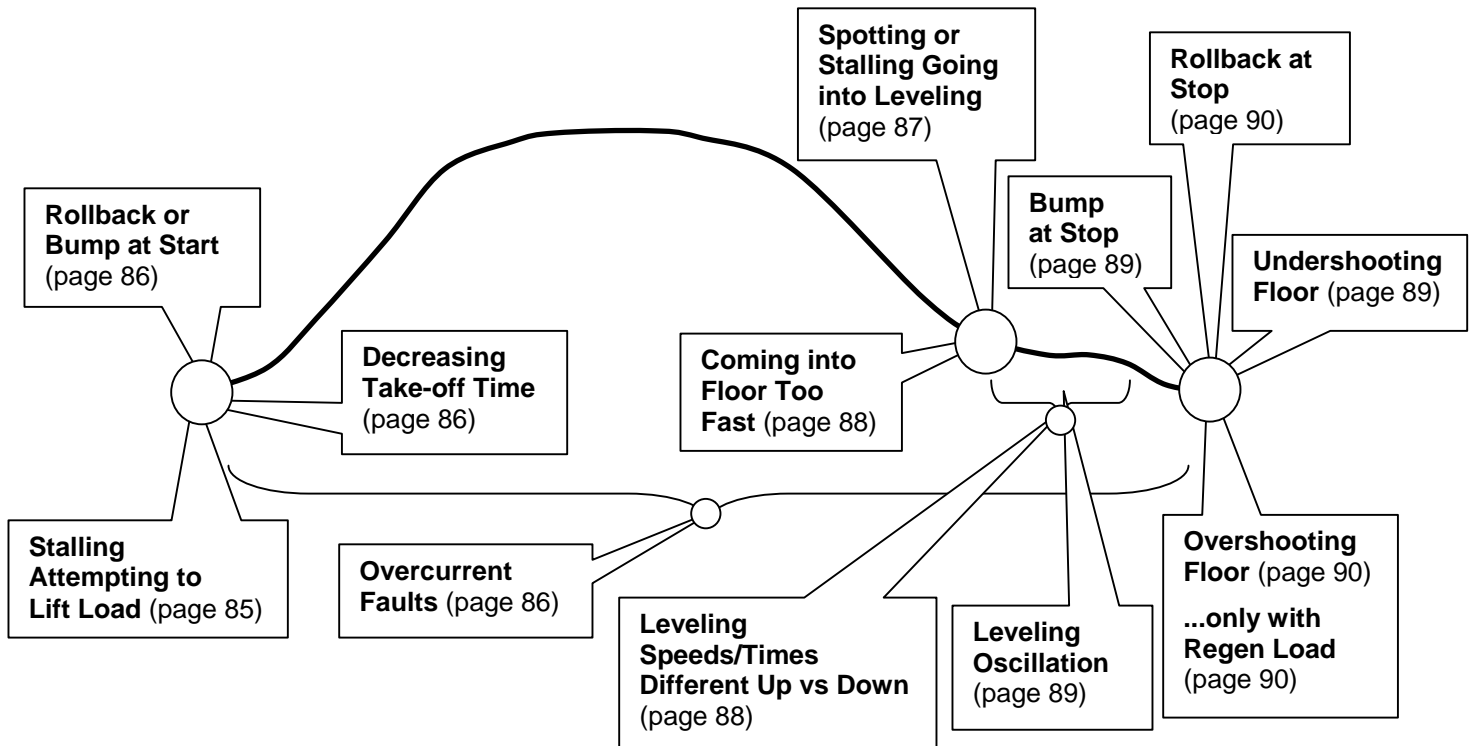 Spotting or
Stalling Going
into Leveling
(page 87)
Rollback at
Stop
(page 90)
Rollback or
Bump at Start
(page 86)
Bump
at Stop
(page 89)
Undershooting
Floor (page 89)
Decreasing
Take-off Time
(page 86)
Coming into
Floor Too
Fast (page 88)
Stalling
Attempting to
Lift Load (page 85)
Overcurrent
Faults (page 86)
Leveling
Speeds/Times
Different Up vs Down
(page 88)
Leveling
Oscillation
(page 89)
Overshooting
Floor (page 90)
...only with
Regen Load
(page 90)